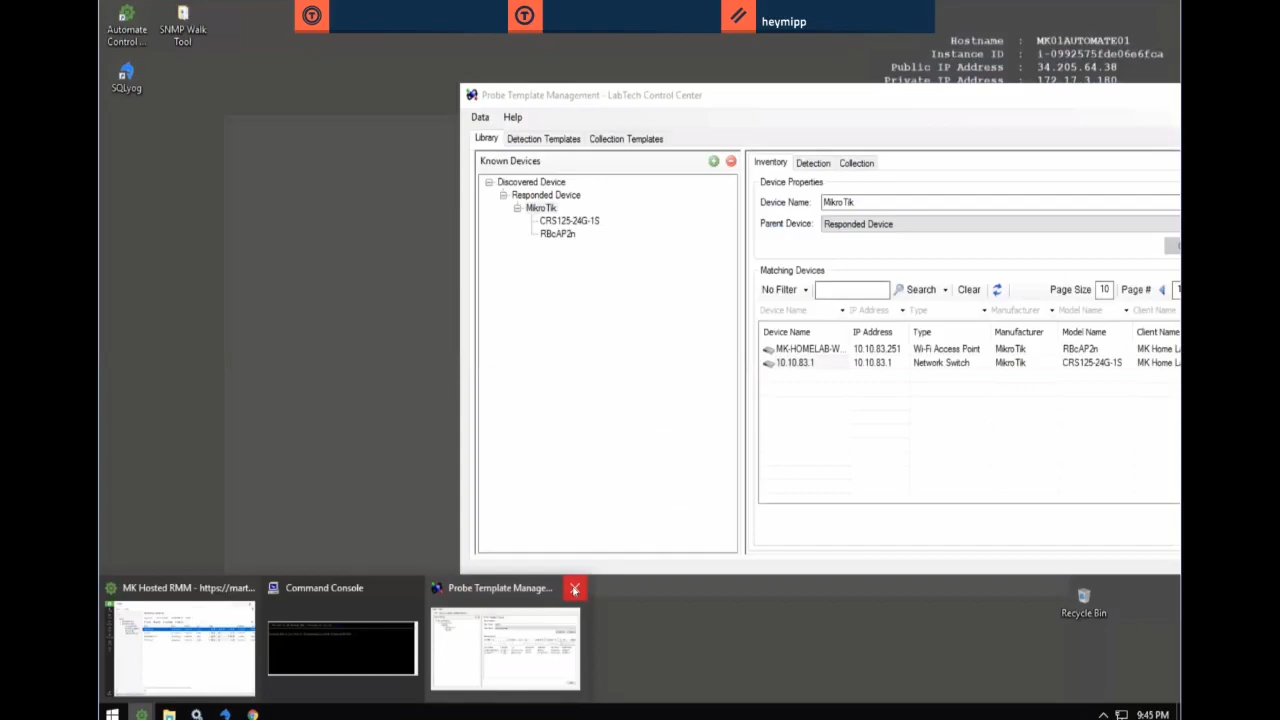 heymipp
Automate
Control ...
SNMP Walk
Tool
SQLyog
Hostname : MK01AUTOMATE01
Instance ID : i-0992575fde06e6fca
Public IP Address : 34.205.64.38
Private IP Address : 172.17.3.180
Probe Template Management - LabTech Control Center
Data Help
Library Detection Templates Collection Templates
Known Devices
Discovered Device
Responded Device
MikroTik
CRS125-24G-1S
RBcAP2n
Inventory Detection Collection
Device Properties
Device Name: MikroTik
Parent Device: Responded Device
Matching Devices
No Filter Search Clear Page Size 10 Page # 1
Device Name IP Address Type Manufacturer Model Name Client Name
Device Name IP Address Type Manufacturer Model Name Client Name
MK-HOMELAB-W... 10.10.83.251 Wi-Fi Access Point MikroTik RBcAP2n MK Home L
10.10.83.1 10.10.83.1 Network Switch MikroTik CRS125-24G-1S MK Home L
MK Hosted RMM - https://mart...
Command Console
Probe Template Manage...
Recycle Bin
9:45 PM